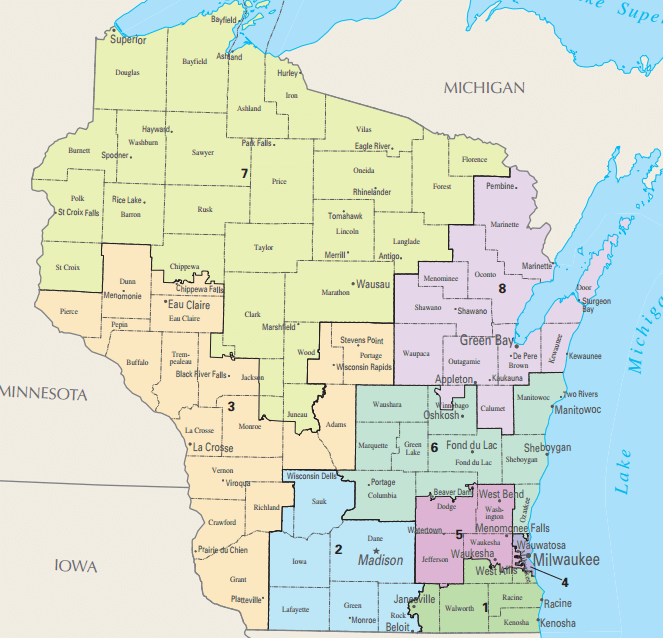 Lake Superior
Bayfield
Superior
Ashland
Bayfield
Douglas
Hurley
Iron
MICHIGAN
Ashland
Vilas
Hayward
Washburn
Park Falls
Eagle River
Burnett
Spooner
Sawyer
Florence
7
Oneida
Price
Forest
Pembine
Rhinelander
Polk
Rice Lake
St Croix Falls
Barron
Rusk
Tomahawk
Lincoln
Marinette
Taylor
Langlade
Merrill
Antigo
St Croix
Chippewa
Marinette
Menominee
Oconto
Dunn
Chippewa Falls
Wausau
Marathon
8
Door
Menomonie
Sturgeon
Bay
Eau Claire
Shawano
Shawano
Pierce
Eau Claire
Clark
Pepin
Marshfield
Michigan
Stevens Point
Green Bay
Kewaunee
Buffalo
Trem-
pealeau
Wood
Portage
Waupaca
De Pere
Kewaunee
Outagamie
Brown
Black River Falls
Jackson
Wisconsin Rapids
Appleton
Kaukauna
MINNESOTA
3
Juneau
Adams
Waushara
Winnebago
Oshkosh
Calumet
Manitowoc
Two Rivers
Manitowoc
La Crosse
Monroe
La Crosse
Marquette
Green
Lake
6
Fond du Lac
Fond du Lac
Sheboygan
Sheboygan
Lake
Vernon
Viroqua
Wisconsin Dells
Portage
Columbia
Beaver Dam
West Bend
Sauk
Richland
Crawford
Dodge
Wash-
ington
Ozaukee
Watertown
5
Menomonee Falls
Prairie du Chien
2
Dane
Madison
Waukesha
Wauwatosa
Waukesha
Milwaukee
Iowa
Jefferson
West Allis
4
IOWA
Grant
Platteville
Lafayette
Green
Monroe
Janesville
Rock
Beloit
Walworth
1
Racine
Racine
Kenosha
Kenosha